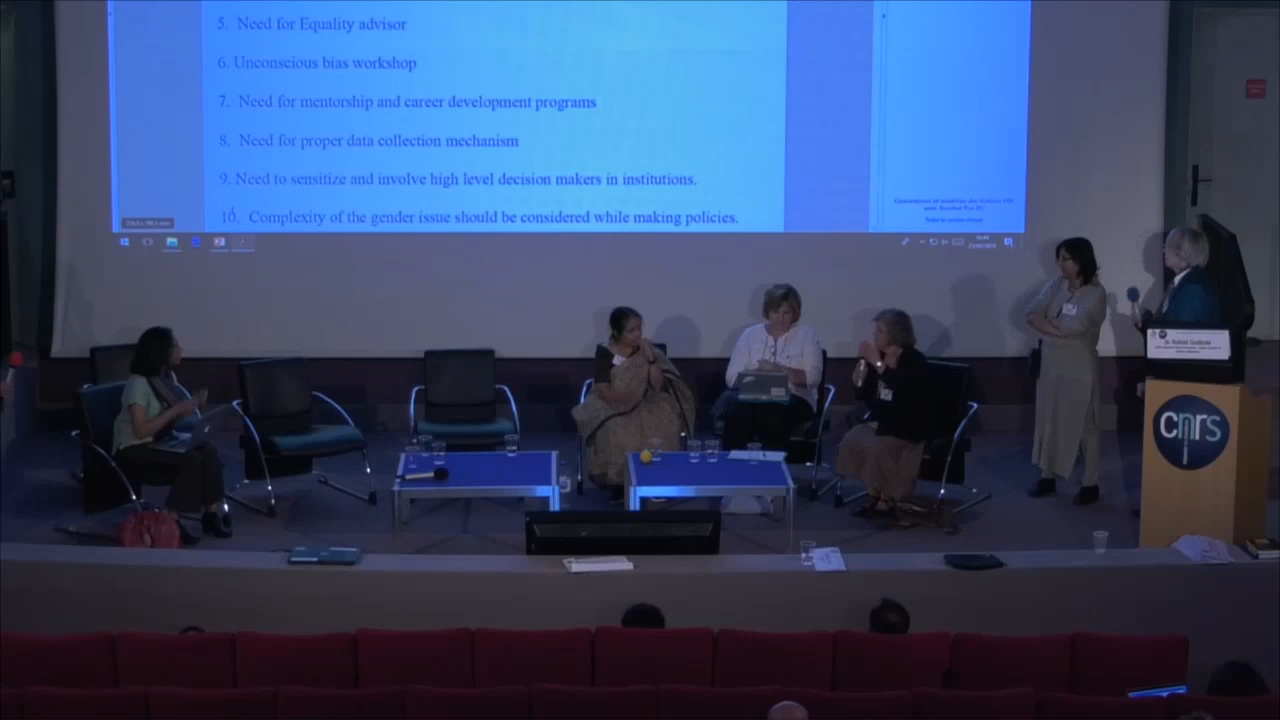 5. Need for Equality advisor
6. Unconscious bias workshop
7. Need for mentorship and career development programs
8. Need for proper data collection mechanism
9. Need to sensitize and involve high level decision makers in institutions.
10. Complexity of the gender issue should be considered while making policies.
cnrs